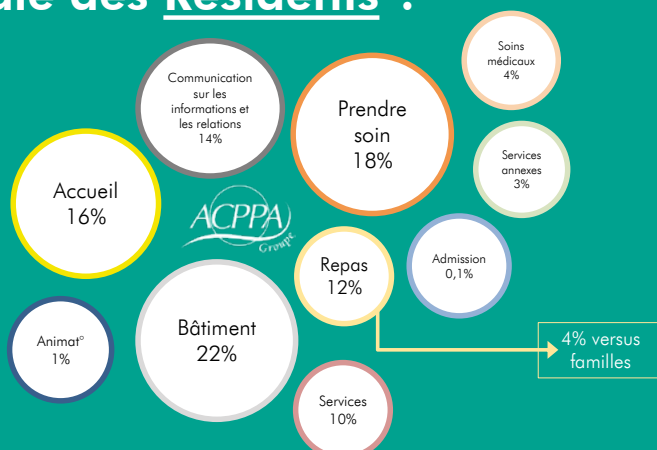 des Résidents :
Communication
sur les
informations et
les relations
14%
Prendre
soin
18%
Soins
médicaux
4%
Services
annexes
3%
Accueil
16%
ACPPA
Groupe
Repas
12%
Admission
0,1%
Animat°
1%
Bâtiment
22%
4% versus
familles
Services
10%